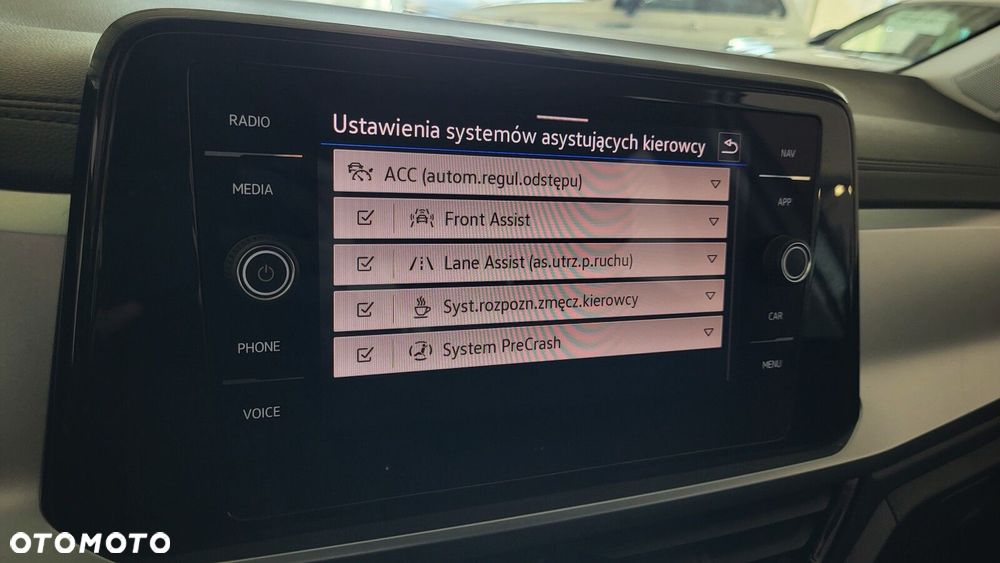 RADIO
MEDIA
PHONE
VOICE
Ustawienia systemów asystujących kierowcy
ACC (autom.regul.odstępu)
Front Assist
Lane Assist (as.utrz.p.ruchu)
Syst.rozpozn.zmęcz.kierowcy
System PreCrash
NAV
APP
CAR
MENU
OTOMOTO